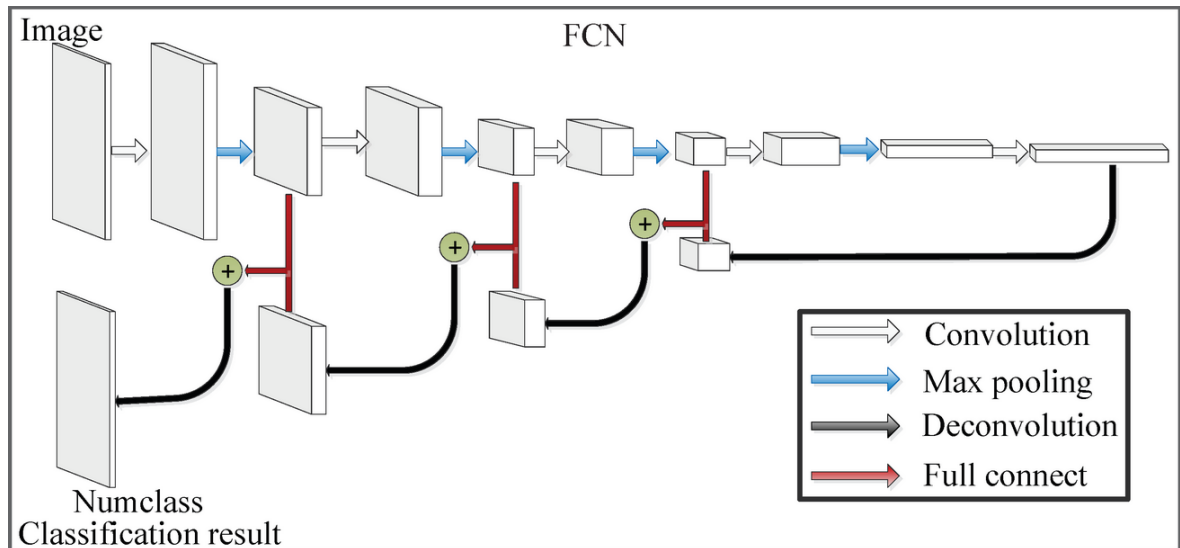 Image
FCN
+
+
+
Convolution
Max pooling
Deconvolution
Full connect
Numclass
Classification result